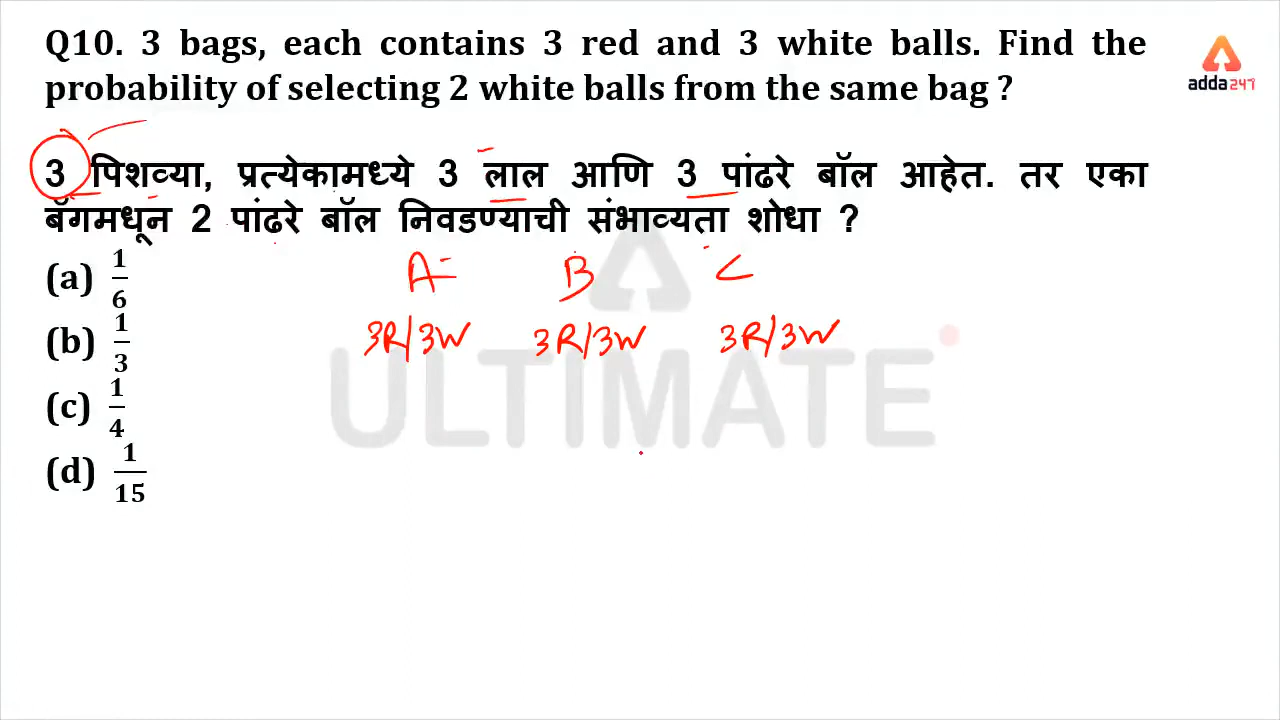 Q10. 3 bags, each contains 3 red and 3 white balls. Find the
probability of selecting 2 white balls from the same bag ?
adda247
3 पिशव्या, प्रत्येकामध्ये 3 लाल आणि 3 पांढरे बॉल आहेत. तर एका
बॅगमधून 2 पांढरे बॉल निवडण्याची संभाव्यता शोधा ?
(a) 1/6
A B C
(b) 1/3
3R/3W 3R/3W 3R/3W
(c) 1/4
ULTIMATE
(d) 1/15